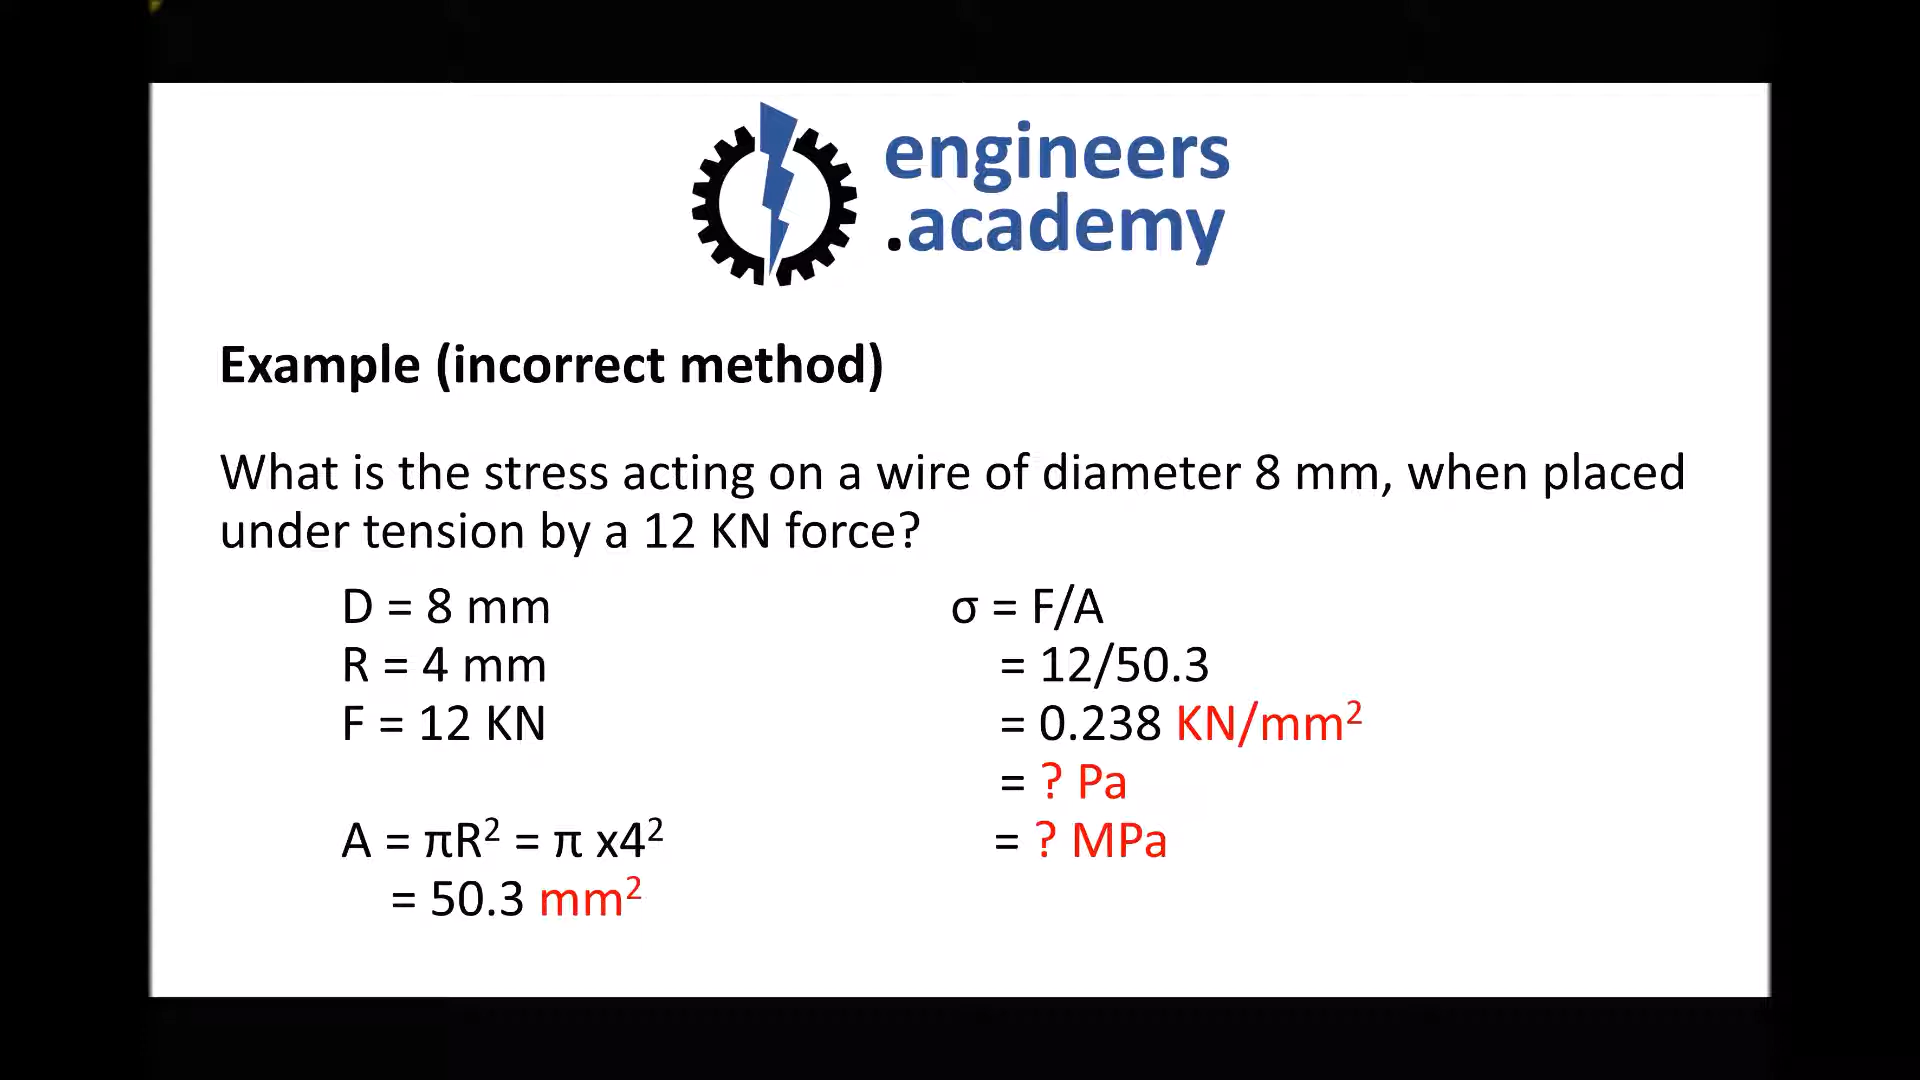 engineers
.academy
Example (incorrect method)
What is the stress acting on a wire of diameter 8 mm, when placed
under tension by a 12 KN force?
D = 8 mm
R = 4 mm
F = 12 KN
A = πR² = π x4²
= 50.3 mm²
σ = F/A
= 12/50.3
= 0.238 KN/mm²
= ? Pa
= ? MPa